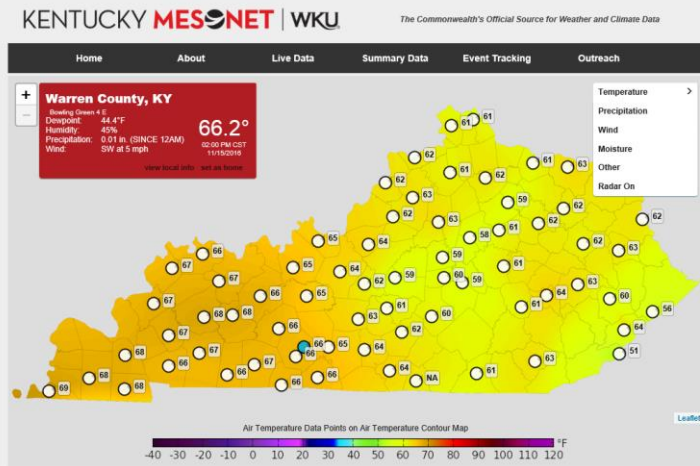 KENTUCKY MESONET | WKU
The Commonwealth's Official Source for Weather and Climate Data
Home About Live Data Summary Data Event Tracking Outreach
+
−
Warren County, KY
Bowling Green 4 E
Dewpoint: 44.4°F
Humidity: 45%
Precipitation: 0.01 in. (SINCE 12AM)
Wind: SW at 5 mph
66.2°
02:00 PM CST
11/15/2016
view local info set as home
Temperature >
Precipitation
Wind
Moisture
Other
Radar On
61 61
62 61 63
61 62
62
63 59 62
62 63 61 62 62
58
65 64 62 63
66 59
67 65 64 61
67 62 59 60 59 64 63
66 65 60
67 61 61 56
68 68 63 60
66 62 64
67 66 65 64 51
68 67 66 63
66 67 64
68 66 66 66 NA 61
69 68
Air Temperature Data Points on Air Temperature Contour Map
Leaflet
°F
-40 -30 -20 -10 0 10 20 30 40 50 60 70 80 90 100 110 120